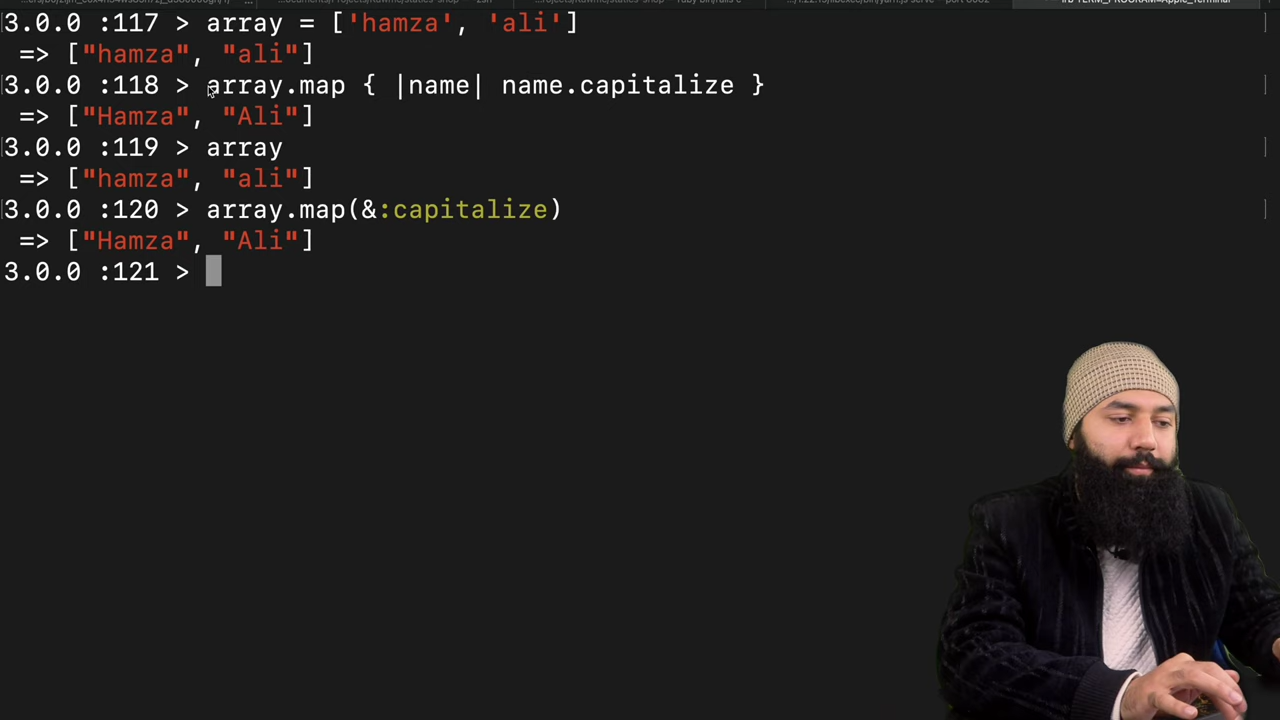 3.0.0 :117 > array = ['hamza', 'ali']
=> ["hamza", "ali"]
3.0.0 :118 > array.map { |name| name.capitalize }
=> ["Hamza", "Ali"]
3.0.0 :119 > array
=> ["hamza", "ali"]
3.0.0 :120 > array.map(&:capitalize)
=> ["Hamza", "Ali"]
3.0.0 :121 >